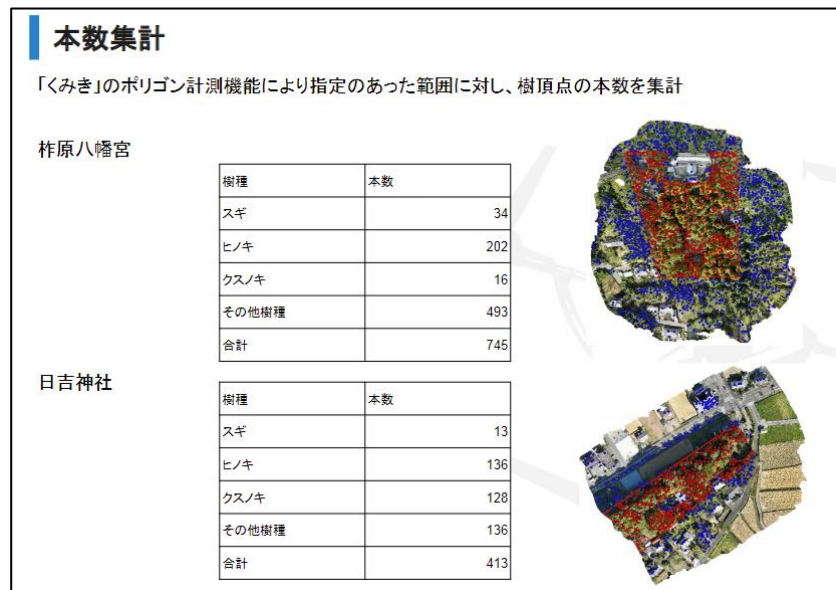 本数集計
「くみき」のポリゴン計測機能により指定のあった範囲に対し、樹頂点の本数を集計
柞原八幡宮
樹種 本数
スギ 34
ヒノキ 202
クスノキ 16
その他樹種 493
合計 745
日吉神社
樹種 本数
スギ 13
ヒノキ 136
クスノキ 128
その他樹種 136
合計 413